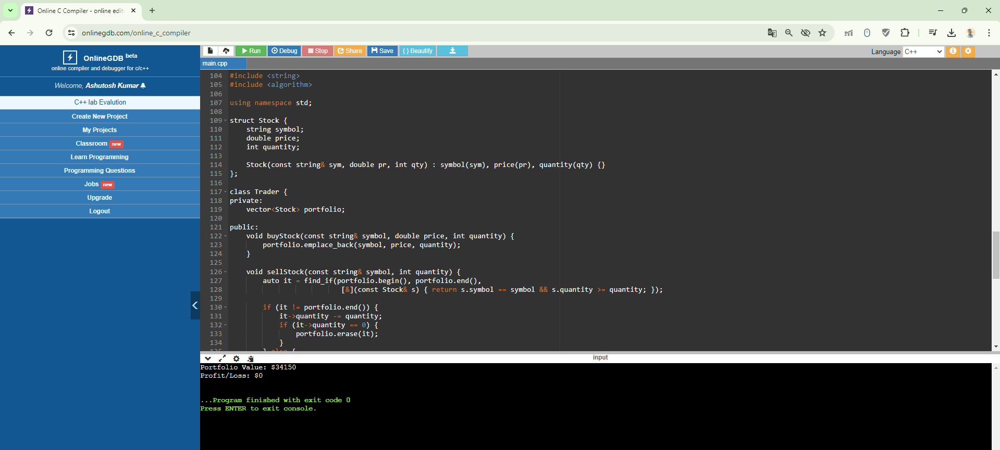 Online C Compiler - online edit
onlinegdb.com/online_c_compiler
OnlineGDB beta
online compiler and debugger for c/c++
Welcome, Ashutosh Kumar
C++ lab Evalution
Create New Project
My Projects
Classroom new
Learn Programming
Programming Questions
Jobs new
Upgrade
Logout
Run Debug Stop Share Save { } Beautify
Language C++
main.cpp
104 #include <string>
105 #include <algorithm>
106
107 using namespace std;
108
109 struct Stock {
110 string symbol;
111 double price;
112 int quantity;
113
114 Stock(const string& sym, double pr, int qty) : symbol(sym), price(pr), quantity(qty) {}
115 };
116
117 class Trader {
118 private:
119 vector<Stock> portfolio;
120
121 public:
122 void buyStock(const string& symbol, double price, int quantity) {
123 portfolio.emplace_back(symbol, price, quantity);
124 }
125
126 void sellStock(const string& symbol, int quantity) {
127 auto it = find_if(portfolio.begin(), portfolio.end(),
128 [&](const Stock& s) { return s.symbol == symbol && s.quantity >= quantity; });
129
130 if (it != portfolio.end()) {
131 it->quantity -= quantity;
132 if (it->quantity == 0) {
133 portfolio.erase(it);
134 }
135 } else {
input
Portfolio Value: $34150
Profit/Loss: $0
...Program finished with exit code 0
Press ENTER to exit console.